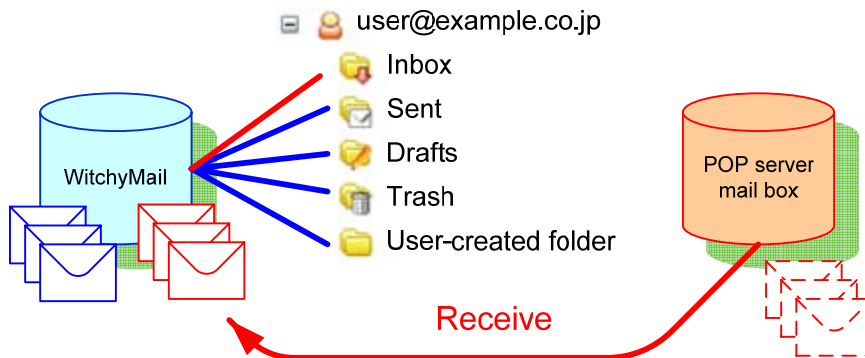 user@example.co.jp
Inbox
Sent
Drafts
Trash
User-created folder
WitchyMail
POP server
mail box
Receive